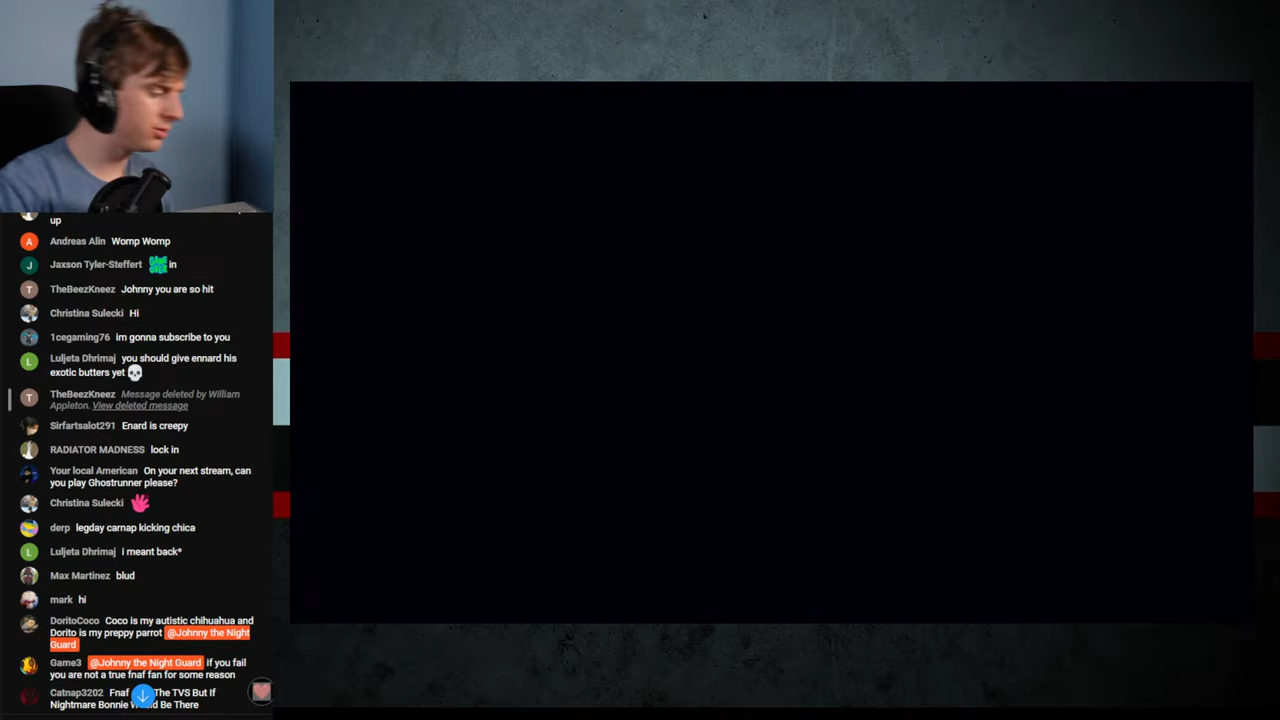 up
Andreas Alin Womp Womp
Jaxson Tyler-Steffert GAME OVER in
TheBeezKneez Johnny you are so hit
Christina Sulecki Hi
1cegaming76 im gonna subscribe to you
Luljeta Dhrimaj you should give ennard his
exotic butters yet
TheBeezKneez Message deleted by William
Appleton. View deleted message
Sirfartsalot291 Enard is creepy
RADIATOR MADNESS lock in
Your local American On your next stream, can
you play Ghostrunner please?
Christina Sulecki
derp legday carnap kicking chica
Luljeta Dhrimaj i meant back*
Max Martinez blud
mark hi
DoritoCoco Coco is my autistic chihuahua and
Dorito is my preppy parrot @Johnny the Night
Guard
Game3 @Johnny the Night Guard if you fail
you are not a true fnaf fan for some reason
Catnap3202 Fnaf The TVS But If
Nightmare Bonnie Be There